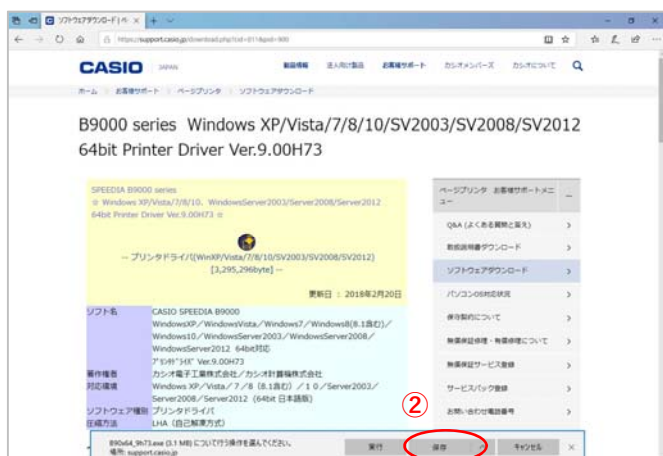 ソフトウェアダウンロード | ペ
https://support.casio.jp/download.php?cid=011&pid=900
CASIO JAPAN 製品情報 法人向け製品 お客様サポート カシオメンバーズ カシオについて
ホーム お客様サポート ページプリンタ ソフトウェアダウンロード
B9000 series Windows XP/Vista/7/8/10/SV2003/SV2008/SV2012
64bit Printer Driver Ver.9.00H73
SPEEDIA B9000 series
☆ Windows XP/Vista/7/8/10、WindowsServer2003/Server2008/Server2012
64bit Printer Driver Ver.9.00H73 ☆
-- プリンタドライバ(WinXP/Vista/7/8/10/SV2003/SV2008/SV2012)
[3,295,296byte] --
更新日 : 2018年2月20日
ソフト名 CASIO SPEEDIA B9000
WindowsXP/WindowsVista/Windows7/Windows8(8.1含む)/
Windows10/WindowsServer2003/WindowsServer2008/
WindowsServer2012 64bit対応
プリンタドライバ Ver.9.00H73
著作権者 カシオ電子工業株式会社/カシオ計算機株式会社
対応環境 Windows XP/Vista/7/8 (8.1含む) /10/Server2003/
Server2008/Server2012 (64bit 日本語版)
ソフトウェア種別 プリンタドライバ
圧縮方法 LHA (自己解凍方式)
ページプリンタ お客様サポートメニ
ュー
Q&A (よくある質問と答え)
取扱説明書ダウンロード
ソフトウェアダウンロード
パソコンOS対応状況
保守契約について
無償保証修理・有償修理について
無償保証サービス登録
サービスパック登録
お問い合わせ電話番号
②
B90x64_9h73.exe (3.1 MB) について行う操作を選んでください。
場所: support.casio.jp
実行 保存 キャンセル